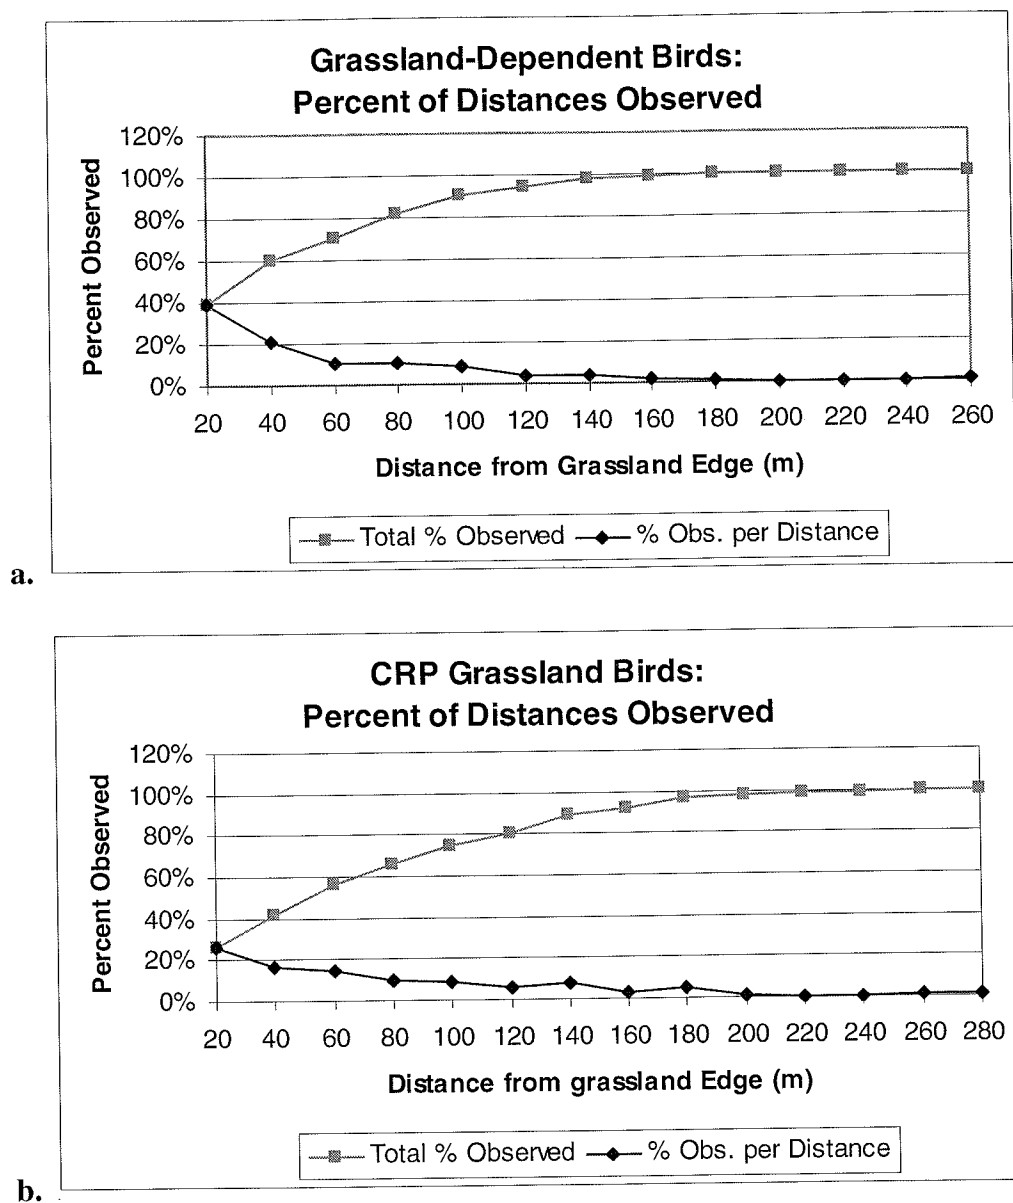 Grassland-Dependent Birds:
Percent of Distances Observed
120%
100%
80%
60%
40%
20%
0%
Percent Observed
20 40 60 80 100 120 140 160 180 200 220 240 260
Distance from Grassland Edge (m)
Total % Observed % Obs. per Distance
a.
CRP Grassland Birds:
Percent of Distances Observed
120%
100%
80%
60%
40%
20%
0%
Percent Observed
20 40 60 80 100 120 140 160 180 200 220 240 260 280
Distance from grassland Edge (m)
Total % Observed % Obs. per Distance
b.